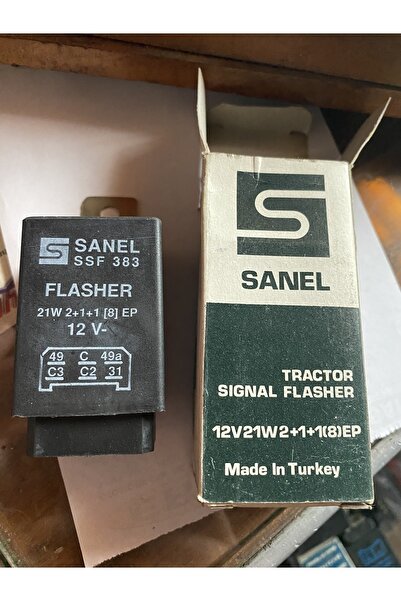 SANEL
SSF 383
FLASHER
21W 2+1+1 [8] EP
12 V-
49 C 49a
C3 C2 31
SANEL
TRACTOR
SIGNAL FLASHER
12V21W2+1+1(8)EP
Made In Turkey